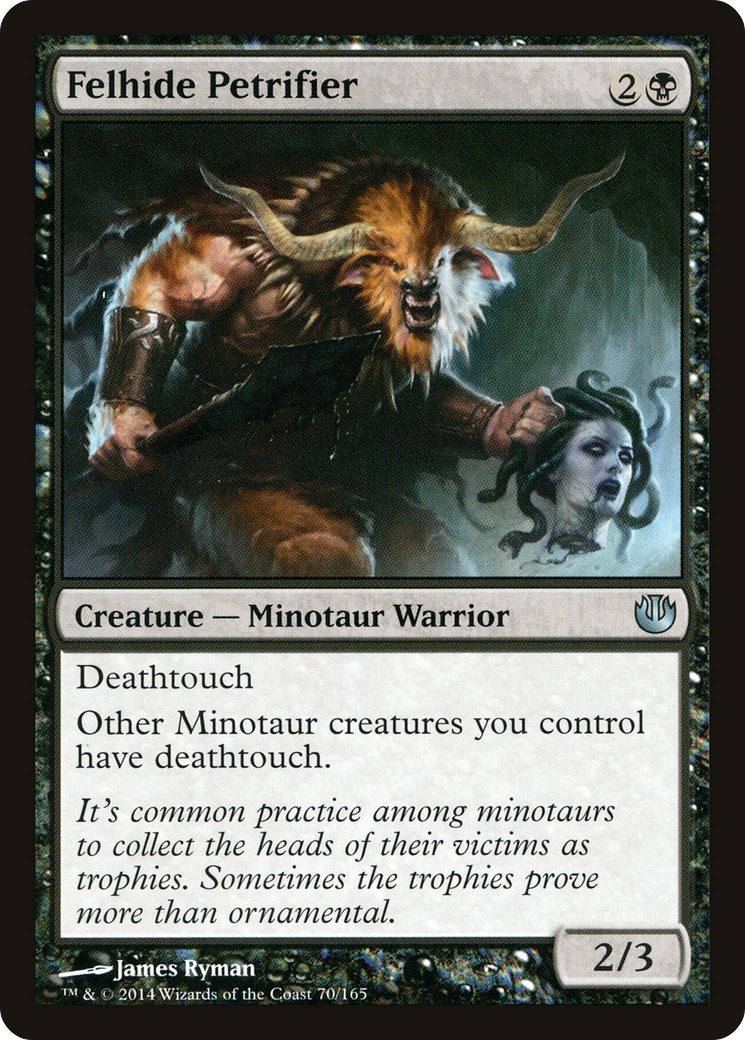 Felhide Petrifier 2
Creature — Minotaur Warrior
Deathtouch
Other Minotaur creatures you control
have deathtouch.
It's common practice among minotaurs
to collect the heads of their victims as
trophies. Sometimes the trophies prove
more than ornamental.
2/3
James Ryman
™ & © 2014 Wizards of the Coast 70/165